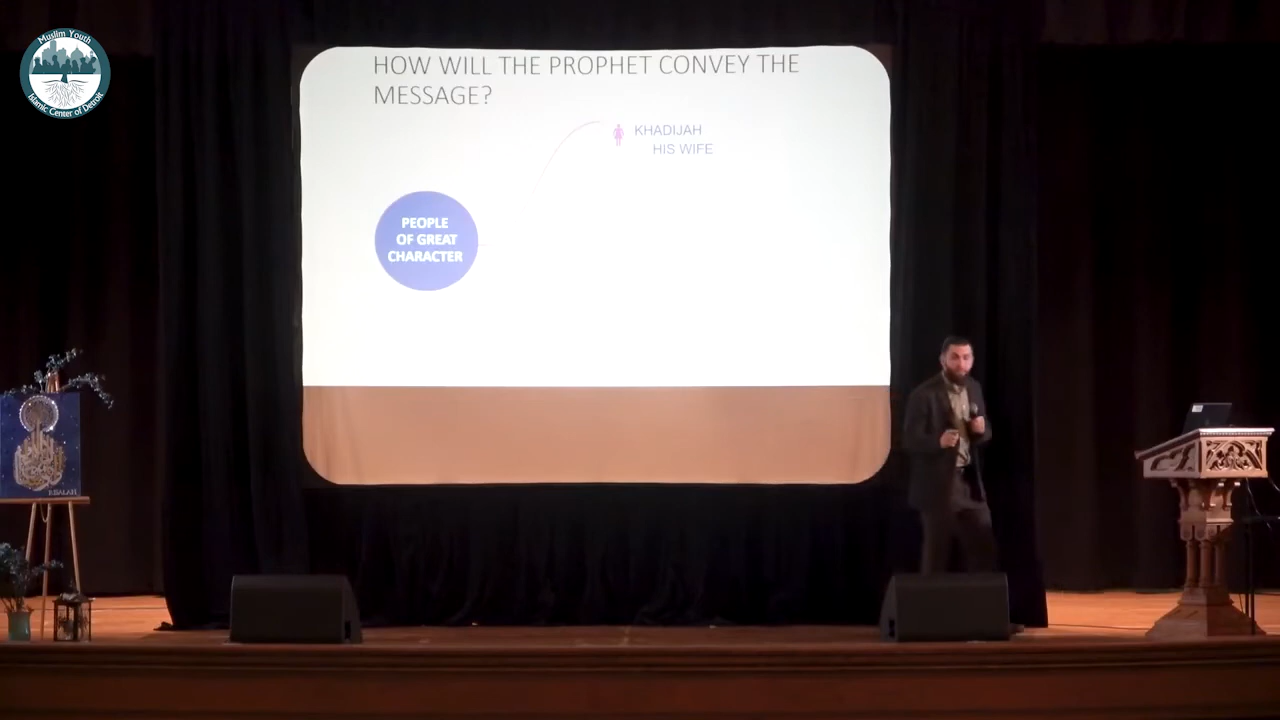 Muslim Youth
Islamic Center of Detroit
HOW WILL THE PROPHET CONVEY THE
MESSAGE?
KHADIJAH
HIS WIFE
PEOPLE
OF GREAT
CHARACTER
RISALAH